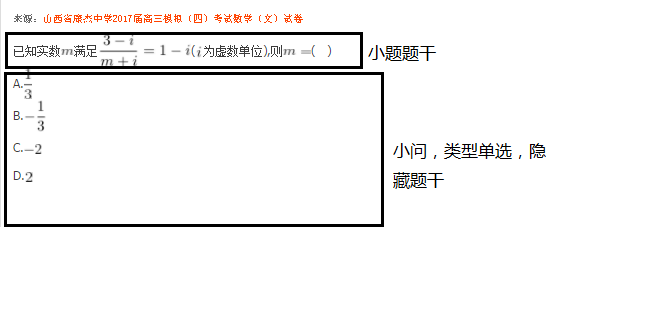 来源：山西省康杰中学2017届高三模拟（四）考试数学（文）试卷
已知实数m满足\frac{3-i}{m+i}=1-i(i为虚数单位),则m=(  )
小题题干
A.\frac{1}{3}
B.-\frac{1}{3}
C.-2
D.2
小问，类型单选，隐
藏题干